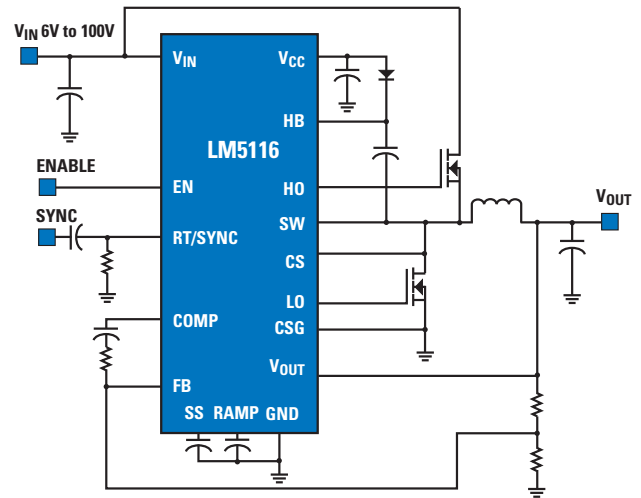 VIN 6V to 100V
VIN
VCC
HB
LM5116
ENABLE
EN
HO
VOUT
SYNC
SW
RT/SYNC
CS
LO
COMP
CSG
VOUT
FB
SS RAMP GND